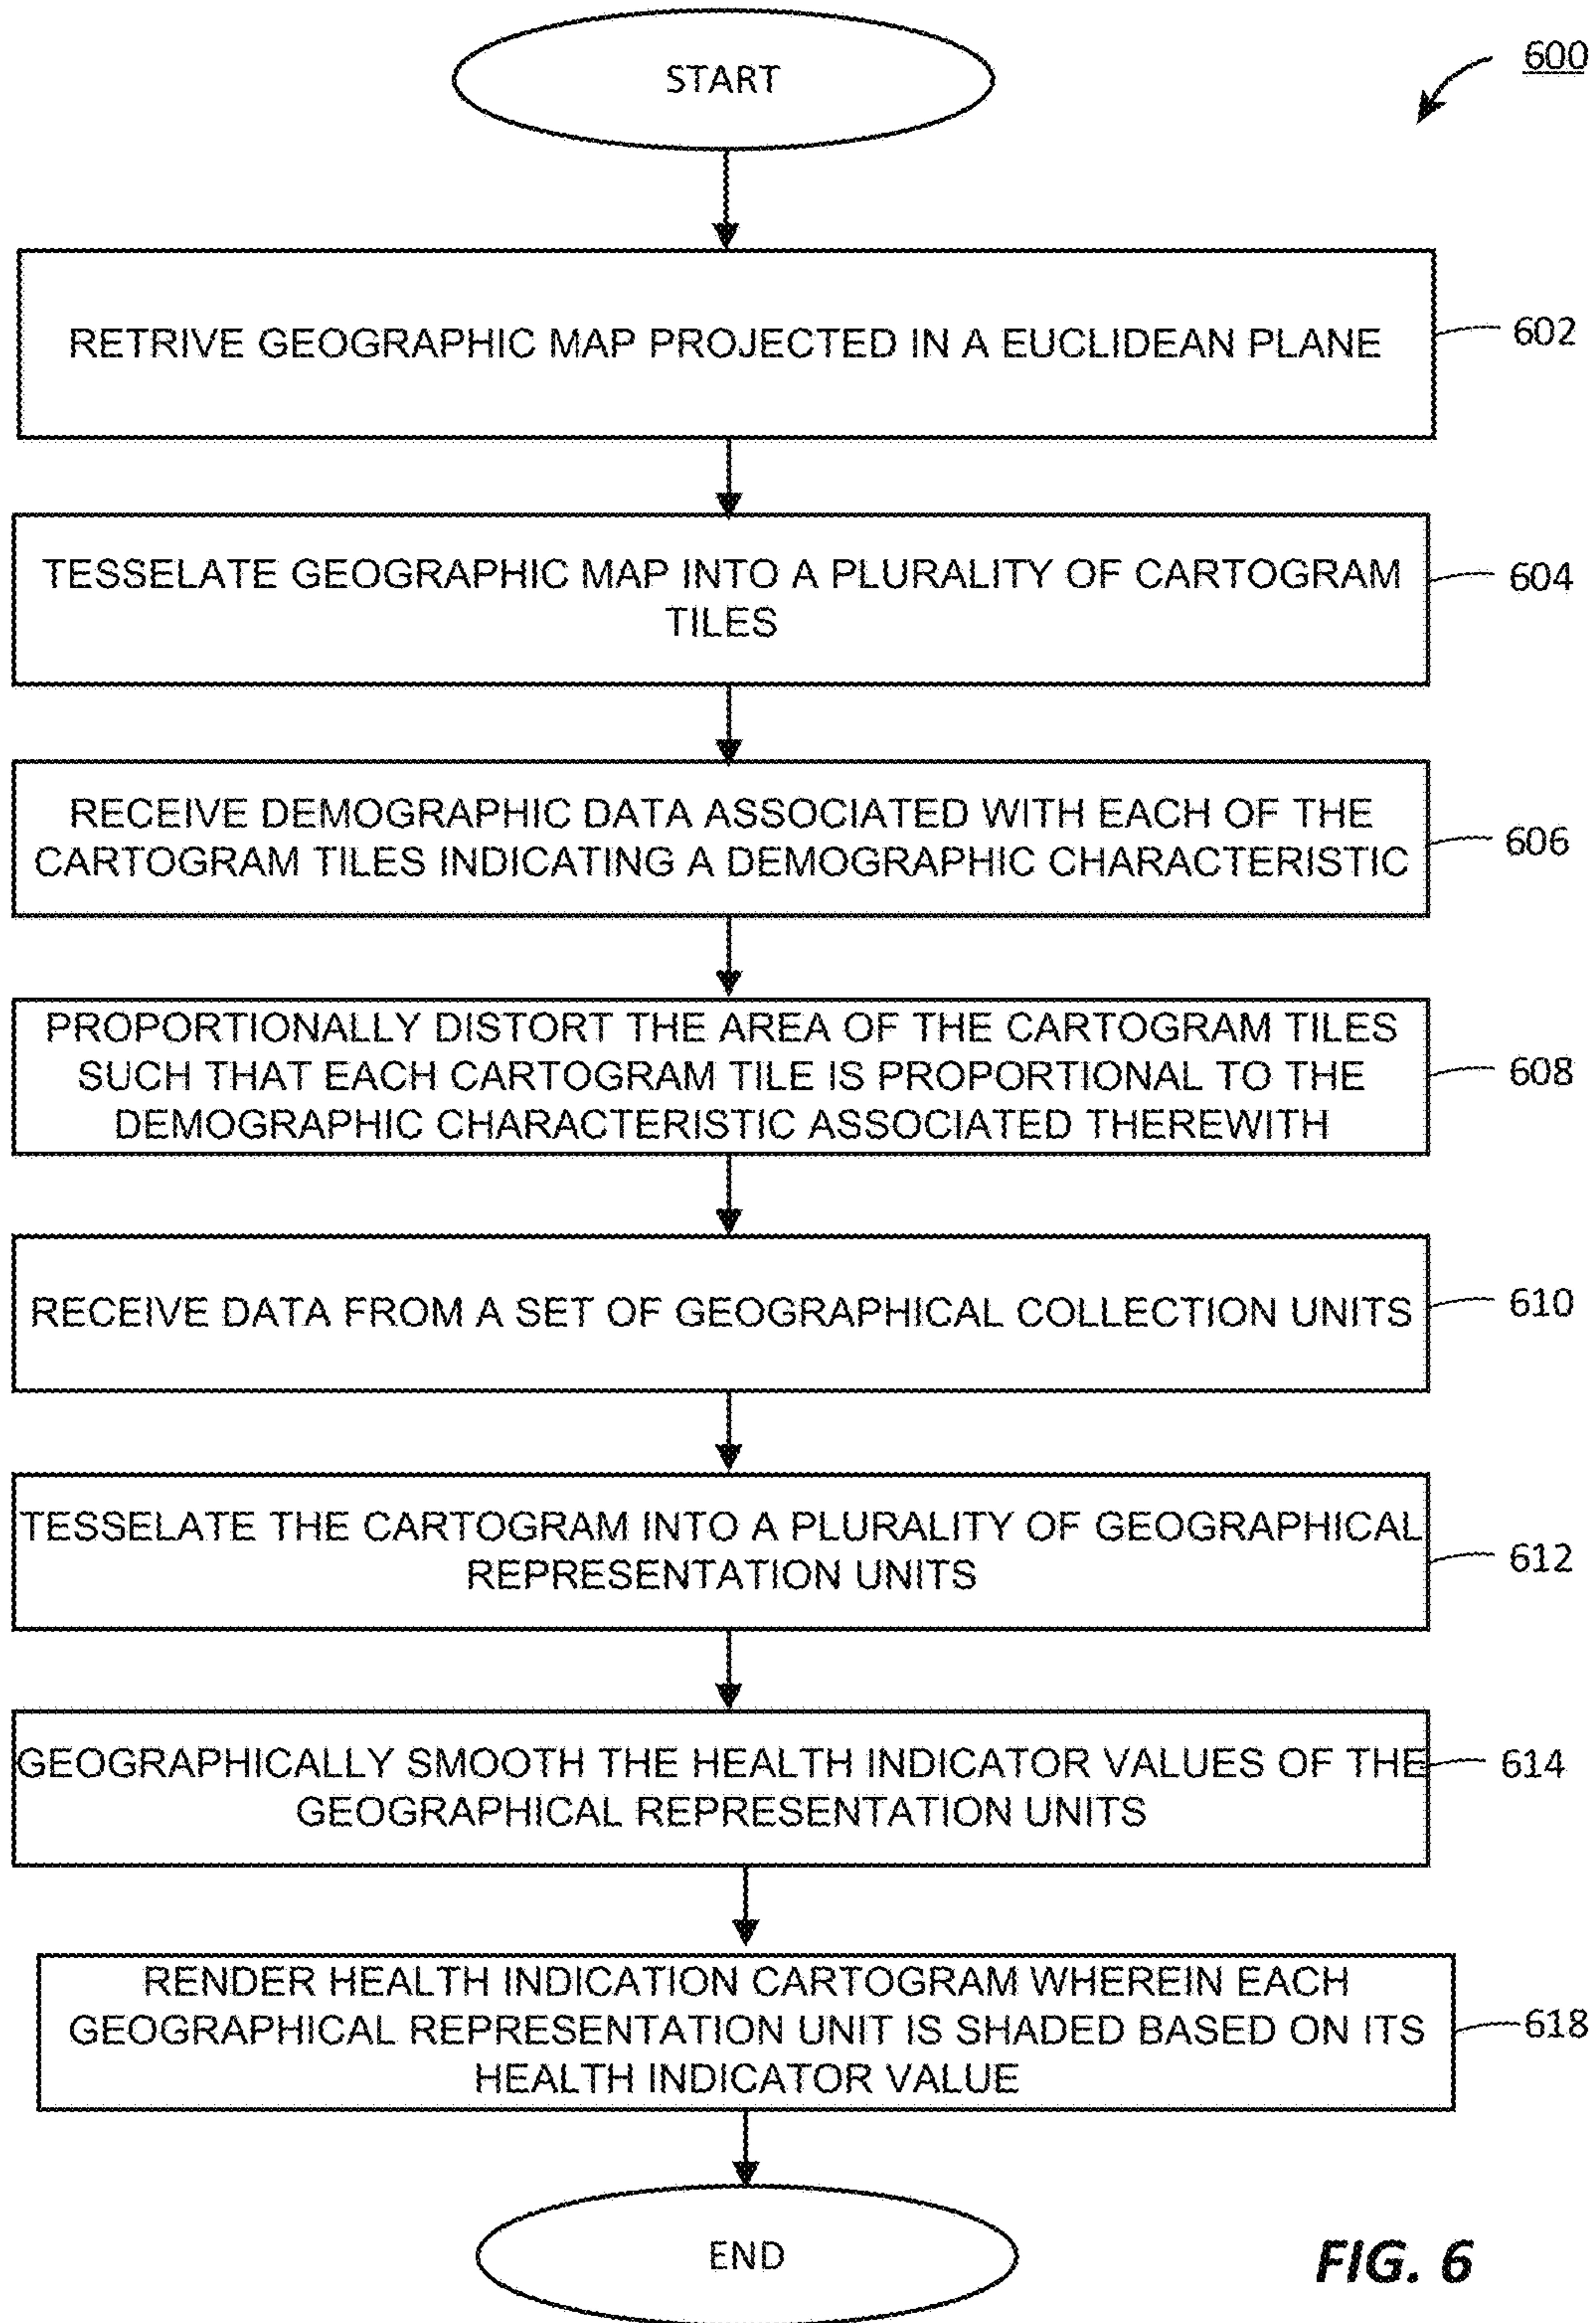 START
600
RETRIVE GEOGRAPHIC MAP PROJECTED IN A EUCLIDEAN PLANE
602
TESSELATE GEOGRAPHIC MAP INTO A PLURALITY OF CARTOGRAM
TILES
604
RECEIVE DEMOGRAPHIC DATA ASSOCIATED WITH EACH OF THE
CARTOGRAM TILES INDICATING A DEMOGRAPHIC CHARACTERISTIC
606
PROPORTIONALLY DISTORT THE AREA OF THE CARTOGRAM TILES
SUCH THAT EACH CARTOGRAM TILE IS PROPORTIONAL TO THE
DEMOGRAPHIC CHARACTERISTIC ASSOCIATED THEREWITH
608
RECEIVE DATA FROM A SET OF GEOGRAPHICAL COLLECTION UNITS
610
TESSELATE THE CARTOGRAM INTO A PLURALITY OF GEOGRAPHICAL
REPRESENTATION UNITS
612
GEOGRAPHICALLY SMOOTH THE HEALTH INDICATOR VALUES OF THE
GEOGRAPHICAL REPRESENTATION UNITS
614
RENDER HEALTH INDICATION CARTOGRAM WHEREIN EACH
GEOGRAPHICAL REPRESENTATION UNIT IS SHADED BASED ON ITS
HEALTH INDICATOR VALUE
618
END
FIG. 6